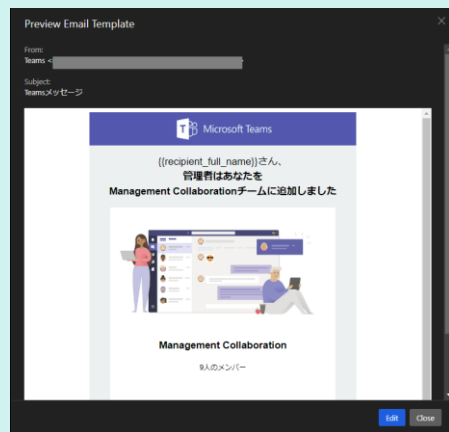 Preview Email Template
From:
Teams <
Subject:
Teamsメッセージ
Microsoft Teams
{{recipient_full_name}}さん、
管理者はあなたを
Management Collaborationチームに追加しました
Management Collaboration
9人のメンバー
Edit
Close